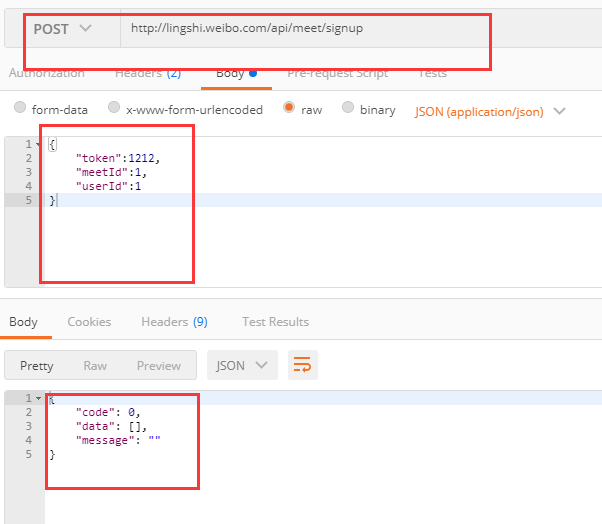 POST http://lingshi.weibo.com/api/meet/signup
Authorization Headers (2) Body Pre-request Script Tests
form-data x-www-form-urlencoded raw binary JSON (application/json)
1 {
2 "token":1212,
3 "meetId":1,
4 "userId":1
5 }
Body Cookies Headers (9) Test Results
Pretty Raw Preview JSON
1 {
2 "code": 0,
3 "data": [],
4 "message": ""
5 }